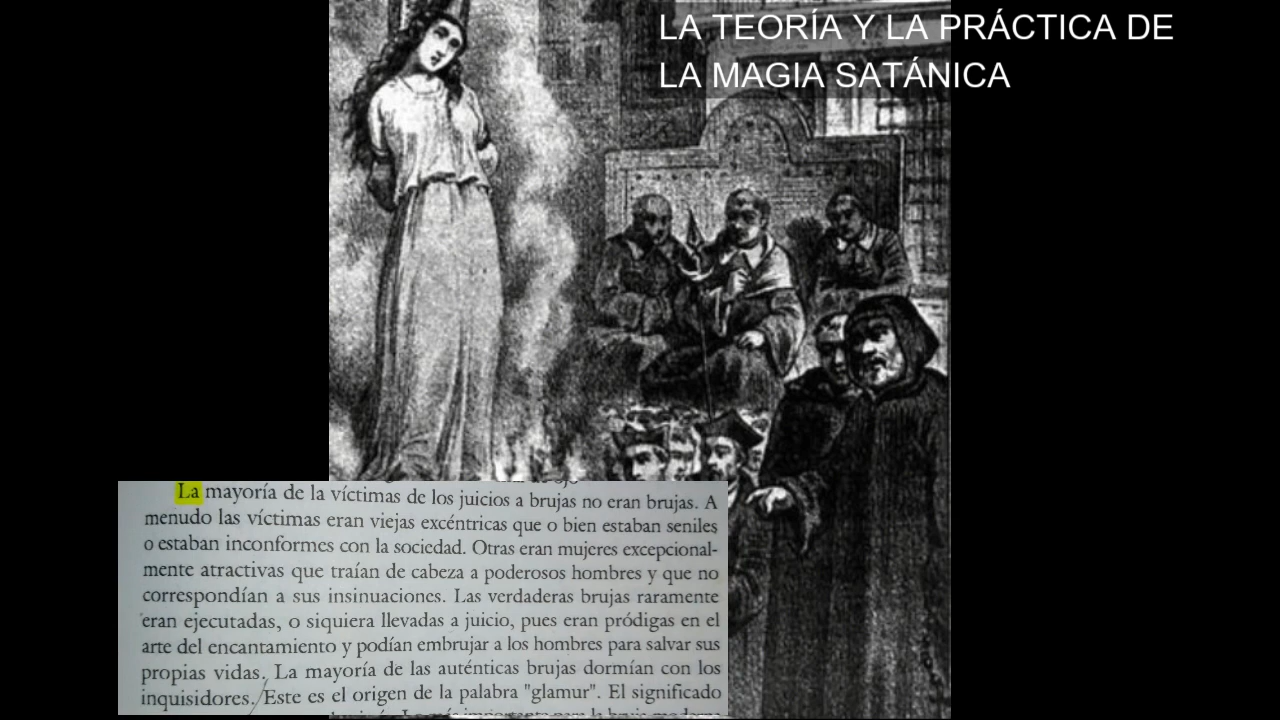 LA TEORÍA Y LA PRÁCTICA DE
LA MAGIA SATÁNICA
La mayoría de la víctimas de los juicios a brujas no eran brujas. A
menudo las víctimas eran viejas excéntricas que o bien estaban seniles
o estaban inconformes con la sociedad. Otras eran mujeres excepcional-
mente atractivas que traían de cabeza a poderosos hombres y que no
correspondían a sus insinuaciones. Las verdaderas brujas raramente
eran ejecutadas, o siquiera llevadas a juicio, pues eran pródigas en el
arte del encantamiento y podían embrujar a los hombres para salvar sus
propias vidas. La mayoría de las auténticas brujas dormían con los
inquisidores. Este es el origen de la palabra "glamur". El significado